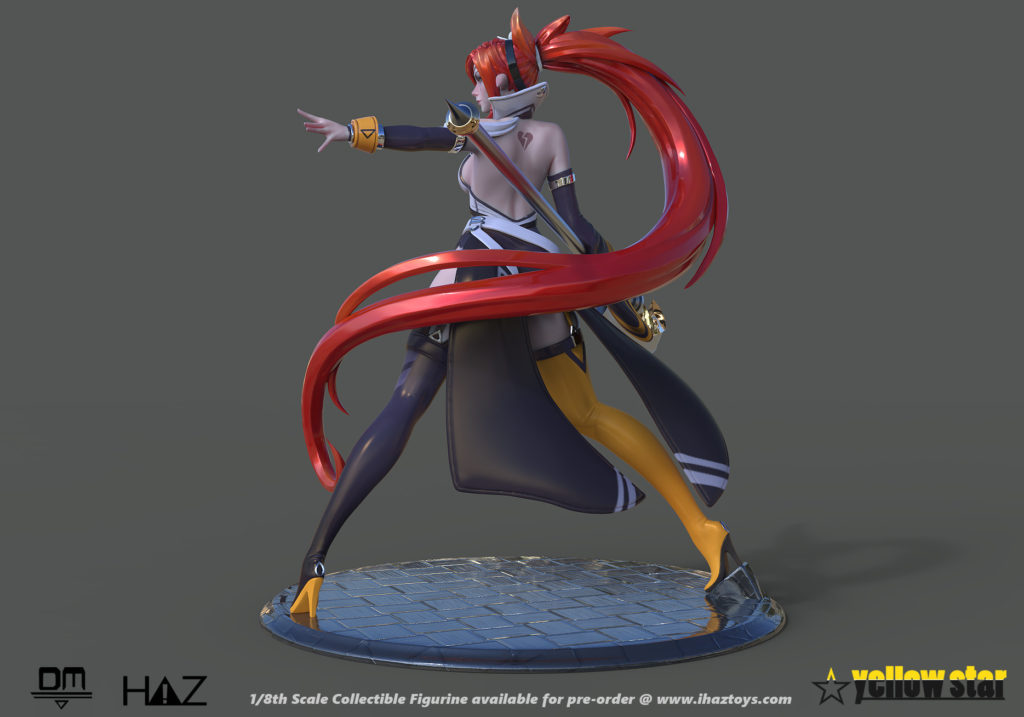 DM
HAZ
1/8th Scale Collectible Figurine available for pre-order @ www.ihaztoys.com
yellow star